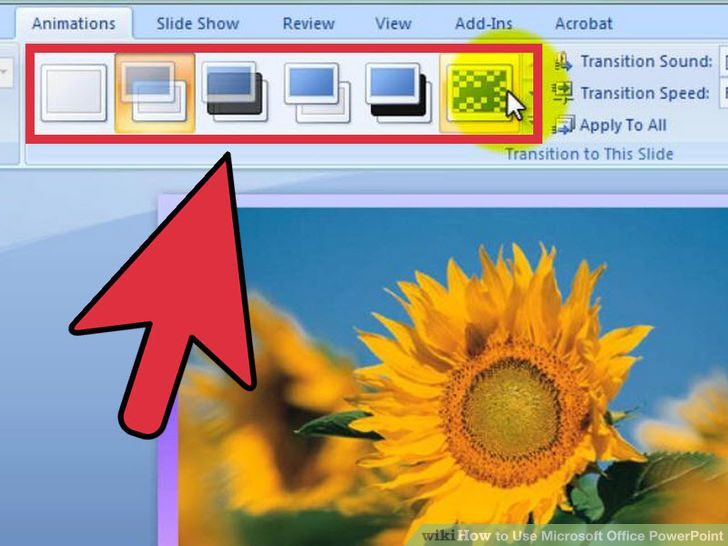 Animations Slide Show Review View Add-Ins Acrobat
Transition Sound:
Transition Speed:
Apply To All
Transition to This Slide
wikiHow to Use Microsoft Office PowerPoint